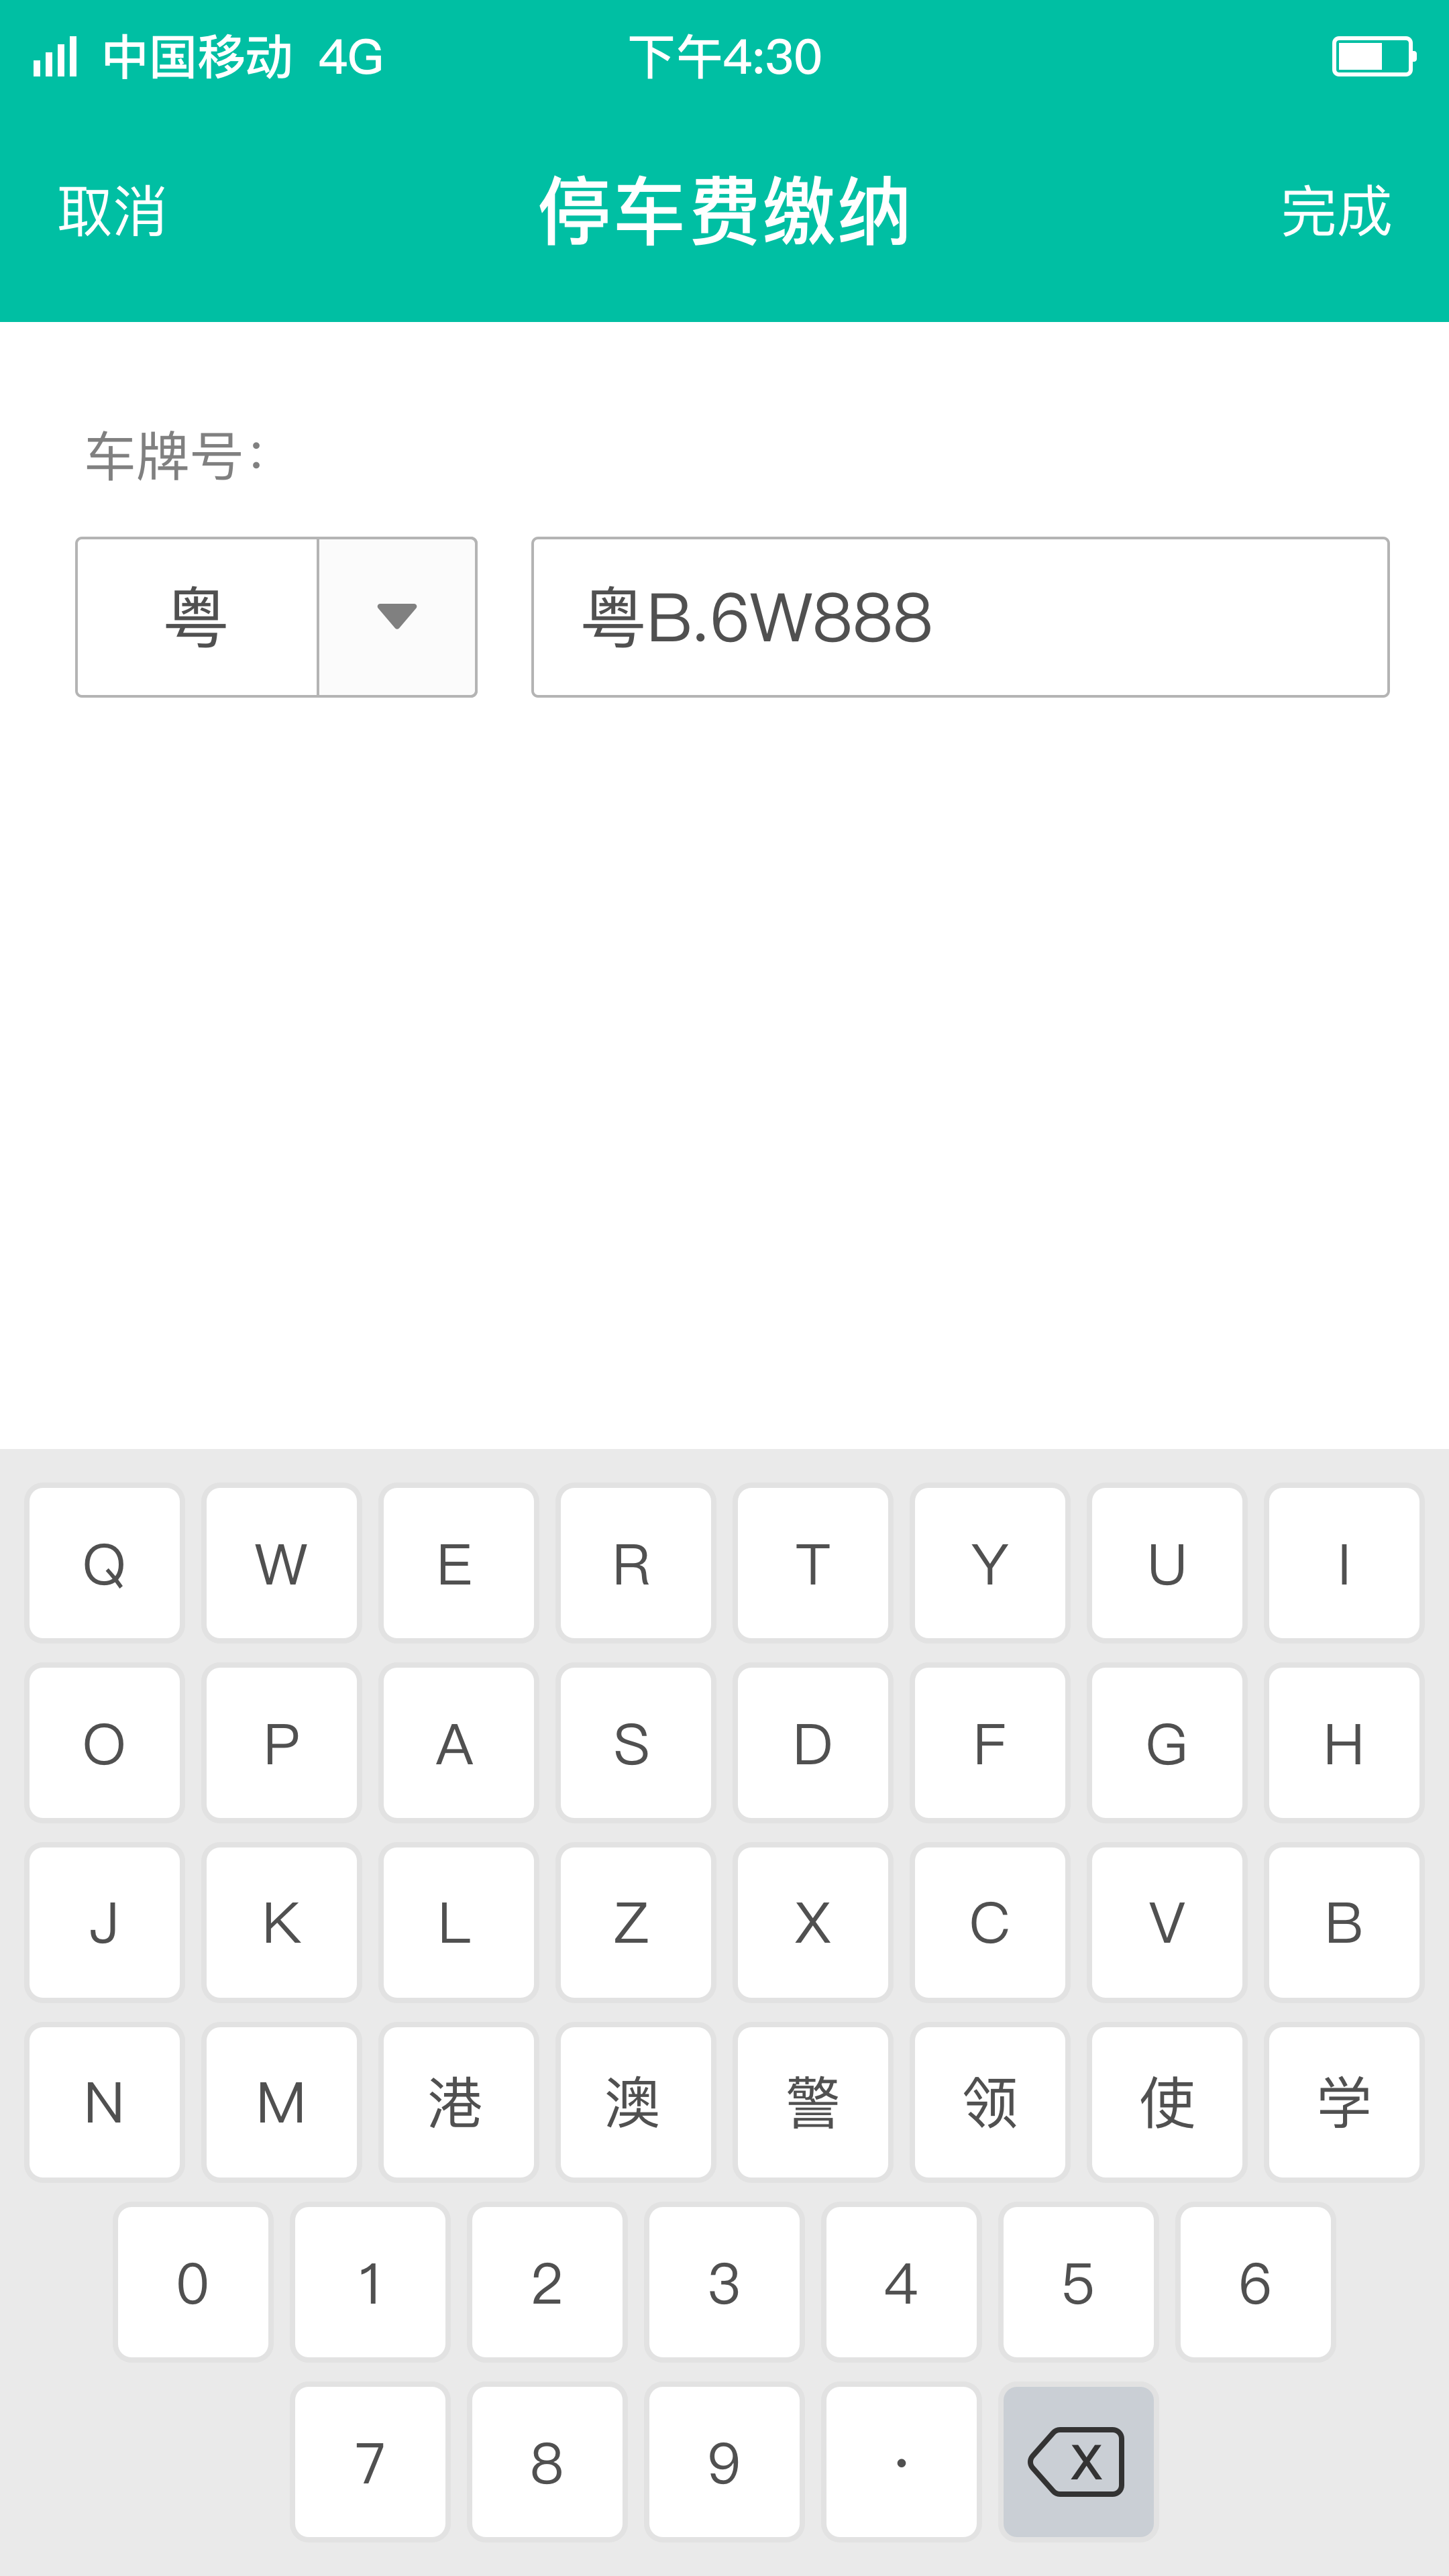 中国移动 4G 下午4:30
取消 停车费缴纳 完成
车牌号:
粤 粤B.6W888
Q W E R T Y U I
O P A S D F G H
J K L Z X C V B
N M 港 澳 警 领 使 学
0 1 2 3 4 5 6
7 8 9 · X